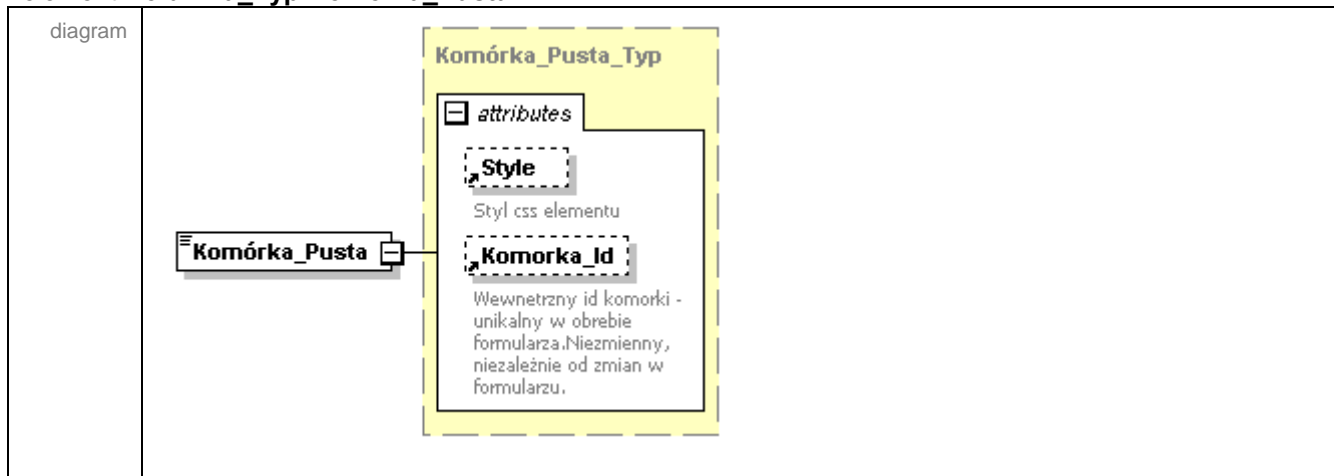 diagram
Komórka_Pusta_Typ
attributes
Style
Styl css elementu
Komórka_Pusta
Komorka_Id
Wewnetrzny id komorki -
unikalny w obrebie
formularza.Niezmienny,
niezależnie od zmian w
formularzu.